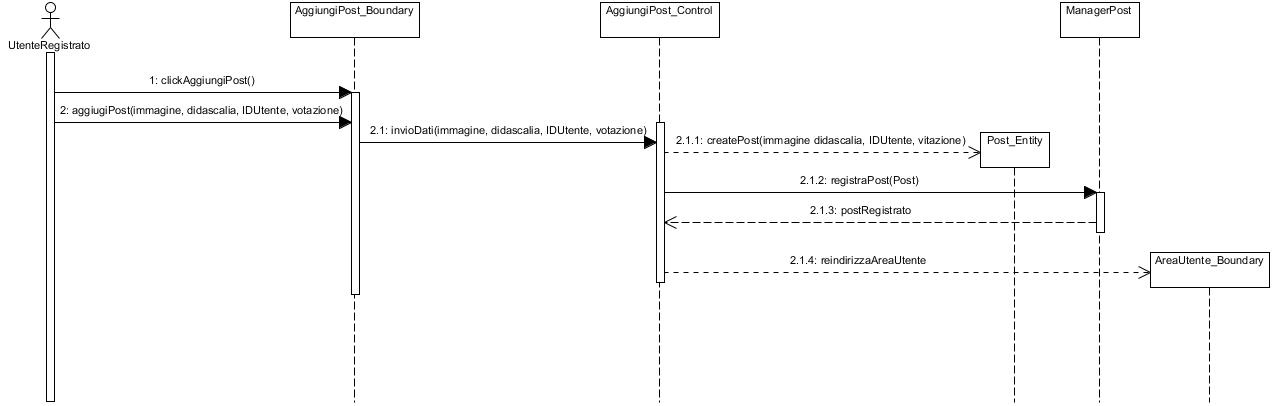 AggiungiPost_Boundary
AggiungiPost_Control
ManagerPost
UtenteRegistrato
1: clickAggiungiPost()
2: aggiugiPost(immagine, didascalia, IDUtente, votazione)
2.1: invioDati(immagine, didascalia, IDUtente, votazione)
2.1.1: createPost(immagine didascalia, IDUtente, vitazione)
Post_Entity
2.1.2: registraPost(Post)
2.1.3: postRegistrato
2.1.4: reindirizzaAreaUtente
AreaUtente_Boundary